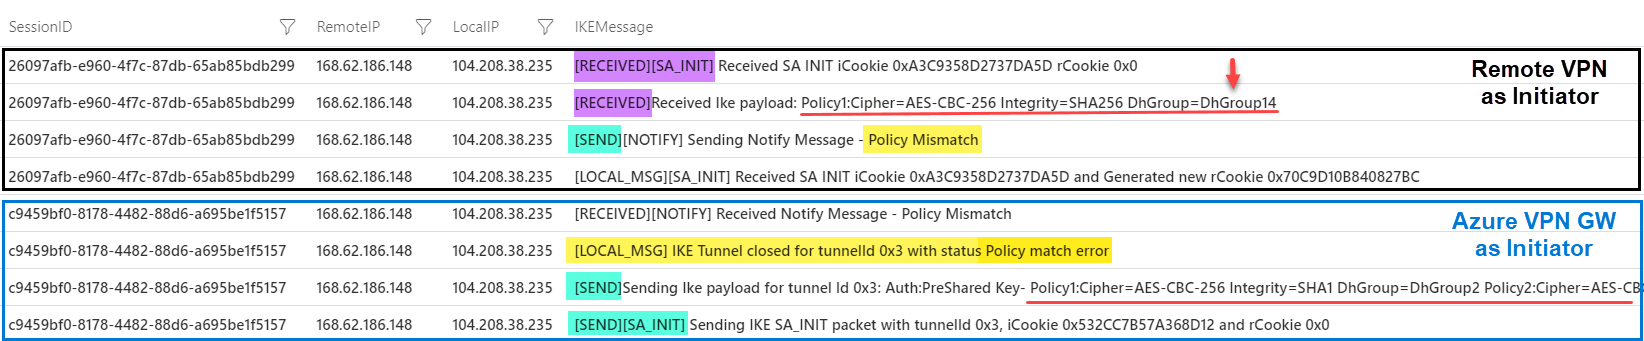 SessionID RemoteIP LocalIP IKEMessage
26097afb-e960-4f7c-87db-65ab85bdb299 168.62.186.148 104.208.38.235 [RECEIVED][SA_INIT] Received SA INIT iCookie 0xA3C9358D2737DA5D rCookie 0x0
Remote VPN
as Initiator
26097afb-e960-4f7c-87db-65ab85bdb299 168.62.186.148 104.208.38.235 [RECEIVED]Received Ike payload: Policy1:Cipher=AES-CBC-256 Integrity=SHA256 DhGroup=DhGroup14
26097afb-e960-4f7c-87db-65ab85bdb299 168.62.186.148 104.208.38.235 [SEND][NOTIFY] Sending Notify Message - Policy Mismatch
26097afb-e960-4f7c-87db-65ab85bdb299 168.62.186.148 104.208.38.235 [LOCAL_MSG][SA_INIT] Received SA INIT iCookie 0xA3C9358D2737DA5D and Generated new rCookie 0x70C9D10B840827BC
c9459bf0-8178-4482-88d6-a695be1f5157 168.62.186.148 104.208.38.235 [RECEIVED][NOTIFY] Received Notify Message - Policy Mismatch
Azure VPN GW
as Initiator
c9459bf0-8178-4482-88d6-a695be1f5157 168.62.186.148 104.208.38.235 [LOCAL_MSG] IKE Tunnel closed for tunnelId 0x3 with status Policy match error
c9459bf0-8178-4482-88d6-a695be1f5157 168.62.186.148 104.208.38.235 [SEND]Sending Ike payload for tunnel Id 0x3: Auth:PreShared Key- Policy1:Cipher=AES-CBC-256 Integrity=SHA1 DhGroup=DhGroup2 Policy2:Cipher=AES-CB
c9459bf0-8178-4482-88d6-a695be1f5157 168.62.186.148 104.208.38.235 [SEND][SA_INIT] Sending IKE SA_INIT packet with tunnelId 0x3, iCookie 0x532CC7B57A368D12 and rCookie 0x0